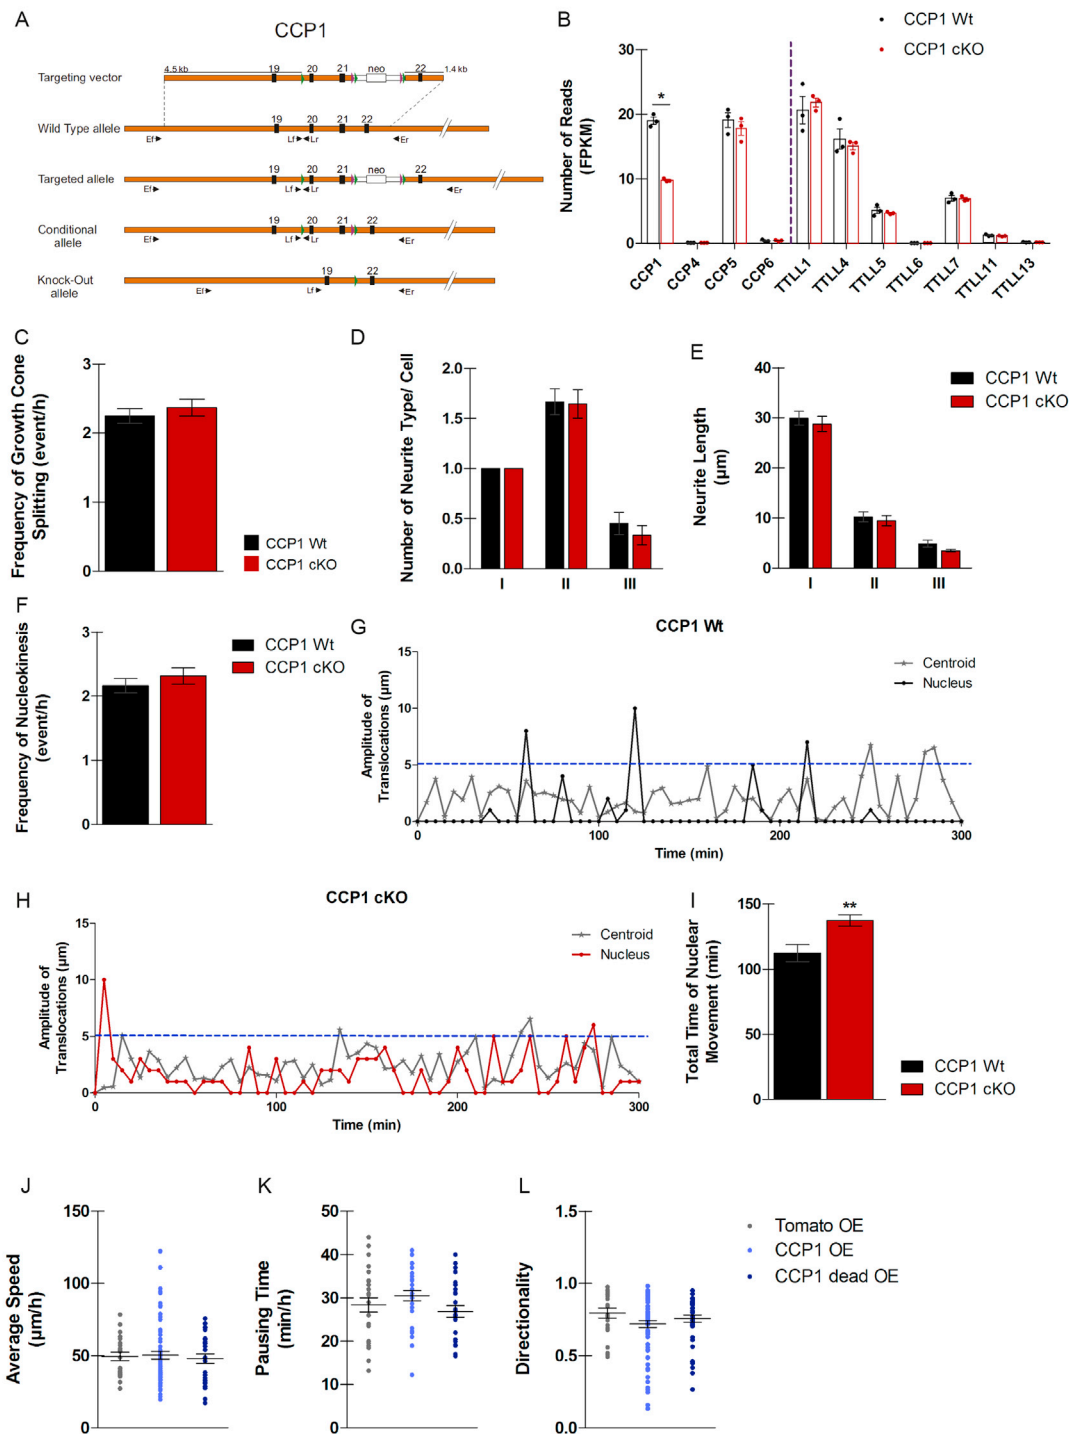 A
CCP1
Targeting vector
4.5 kb
19
20
21
neo
22
1.4 kb
Wild Type allele
19
20
21
22
Ef
Lf
Lr
Er
Targeted allele
19
20
21
neo
22
Ef
Lf
Lr
Er
Conditional
allele
19
20
21
22
Ef
Lf
Lr
Er
Knock-Out
allele
19
22
Ef
Lf
Er
B
CCP1 Wt
CCP1 cKO
Number of Reads
(FPKM)
30
20
10
0
*
CCP1
CCP4
CCP5
CCP6
TTLL1
TTLL4
TTLL5
TTLL6
TTLL7
TTLL11
TTLL13
C
Frequency of Growth Cone
Splitting (event/h)
3
2
1
0
CCP1 Wt
CCP1 cKO
D
Number of Neurite Type/ Cell
2.0
1.5
1.0
0.5
0.0
I
II
III
E
Neurite Length
(µm)
40
30
20
10
0
I
II
III
CCP1 Wt
CCP1 cKO
F
Frequency of Nucleokinesis
(event/h)
3
2
1
0
CCP1 Wt
CCP1 cKO
G
CCP1 Wt
Amplitude of
Translocations (µm)
15
10
5
0
0
100
200
300
Time (min)
Centroid
Nucleus
H
CCP1 cKO
Amplitude of
Translocations (µm)
15
10
5
0
0
100
200
300
Time (min)
Centroid
Nucleus
I
Total Time of Nuclear
Movement (min)
150
100
50
0
**
CCP1 Wt
CCP1 cKO
J
Average Speed
(µm/h)
150
100
50
0
K
Pausing Time
(min/h)
50
40
30
20
10
0
L
Directionality
1.5
1.0
0.5
0.0
Tomato OE
CCP1 OE
CCP1 dead OE